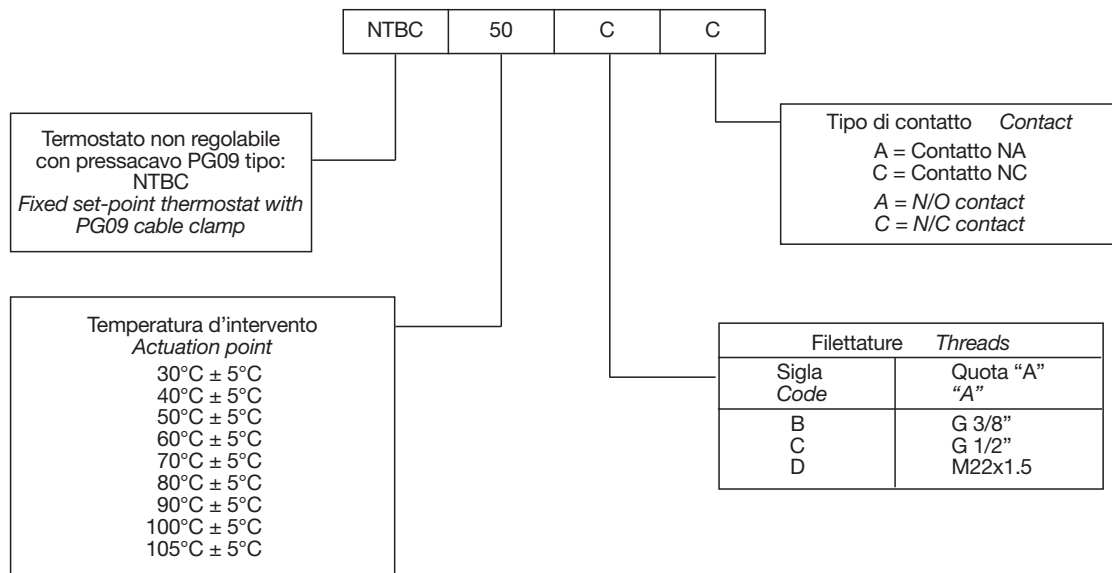 NTBC 50 C C
Termostato non regolabile
con pressacavo PG09 tipo:
NTBC
Fixed set-point thermostat with
PG09 cable clamp
Tipo di contatto Contact
A = Contatto NA
C = Contatto NC
A = N/O contact
C = N/C contact
Temperatura d’intervento
Actuation point
30°C ± 5°C
40°C ± 5°C
50°C ± 5°C
60°C ± 5°C
70°C ± 5°C
80°C ± 5°C
90°C ± 5°C
100°C ± 5°C
105°C ± 5°C
Filettature Threads
Sigla Quota “A”
Code “A”
B G 3/8”
C G 1/2”
D M22x1.5